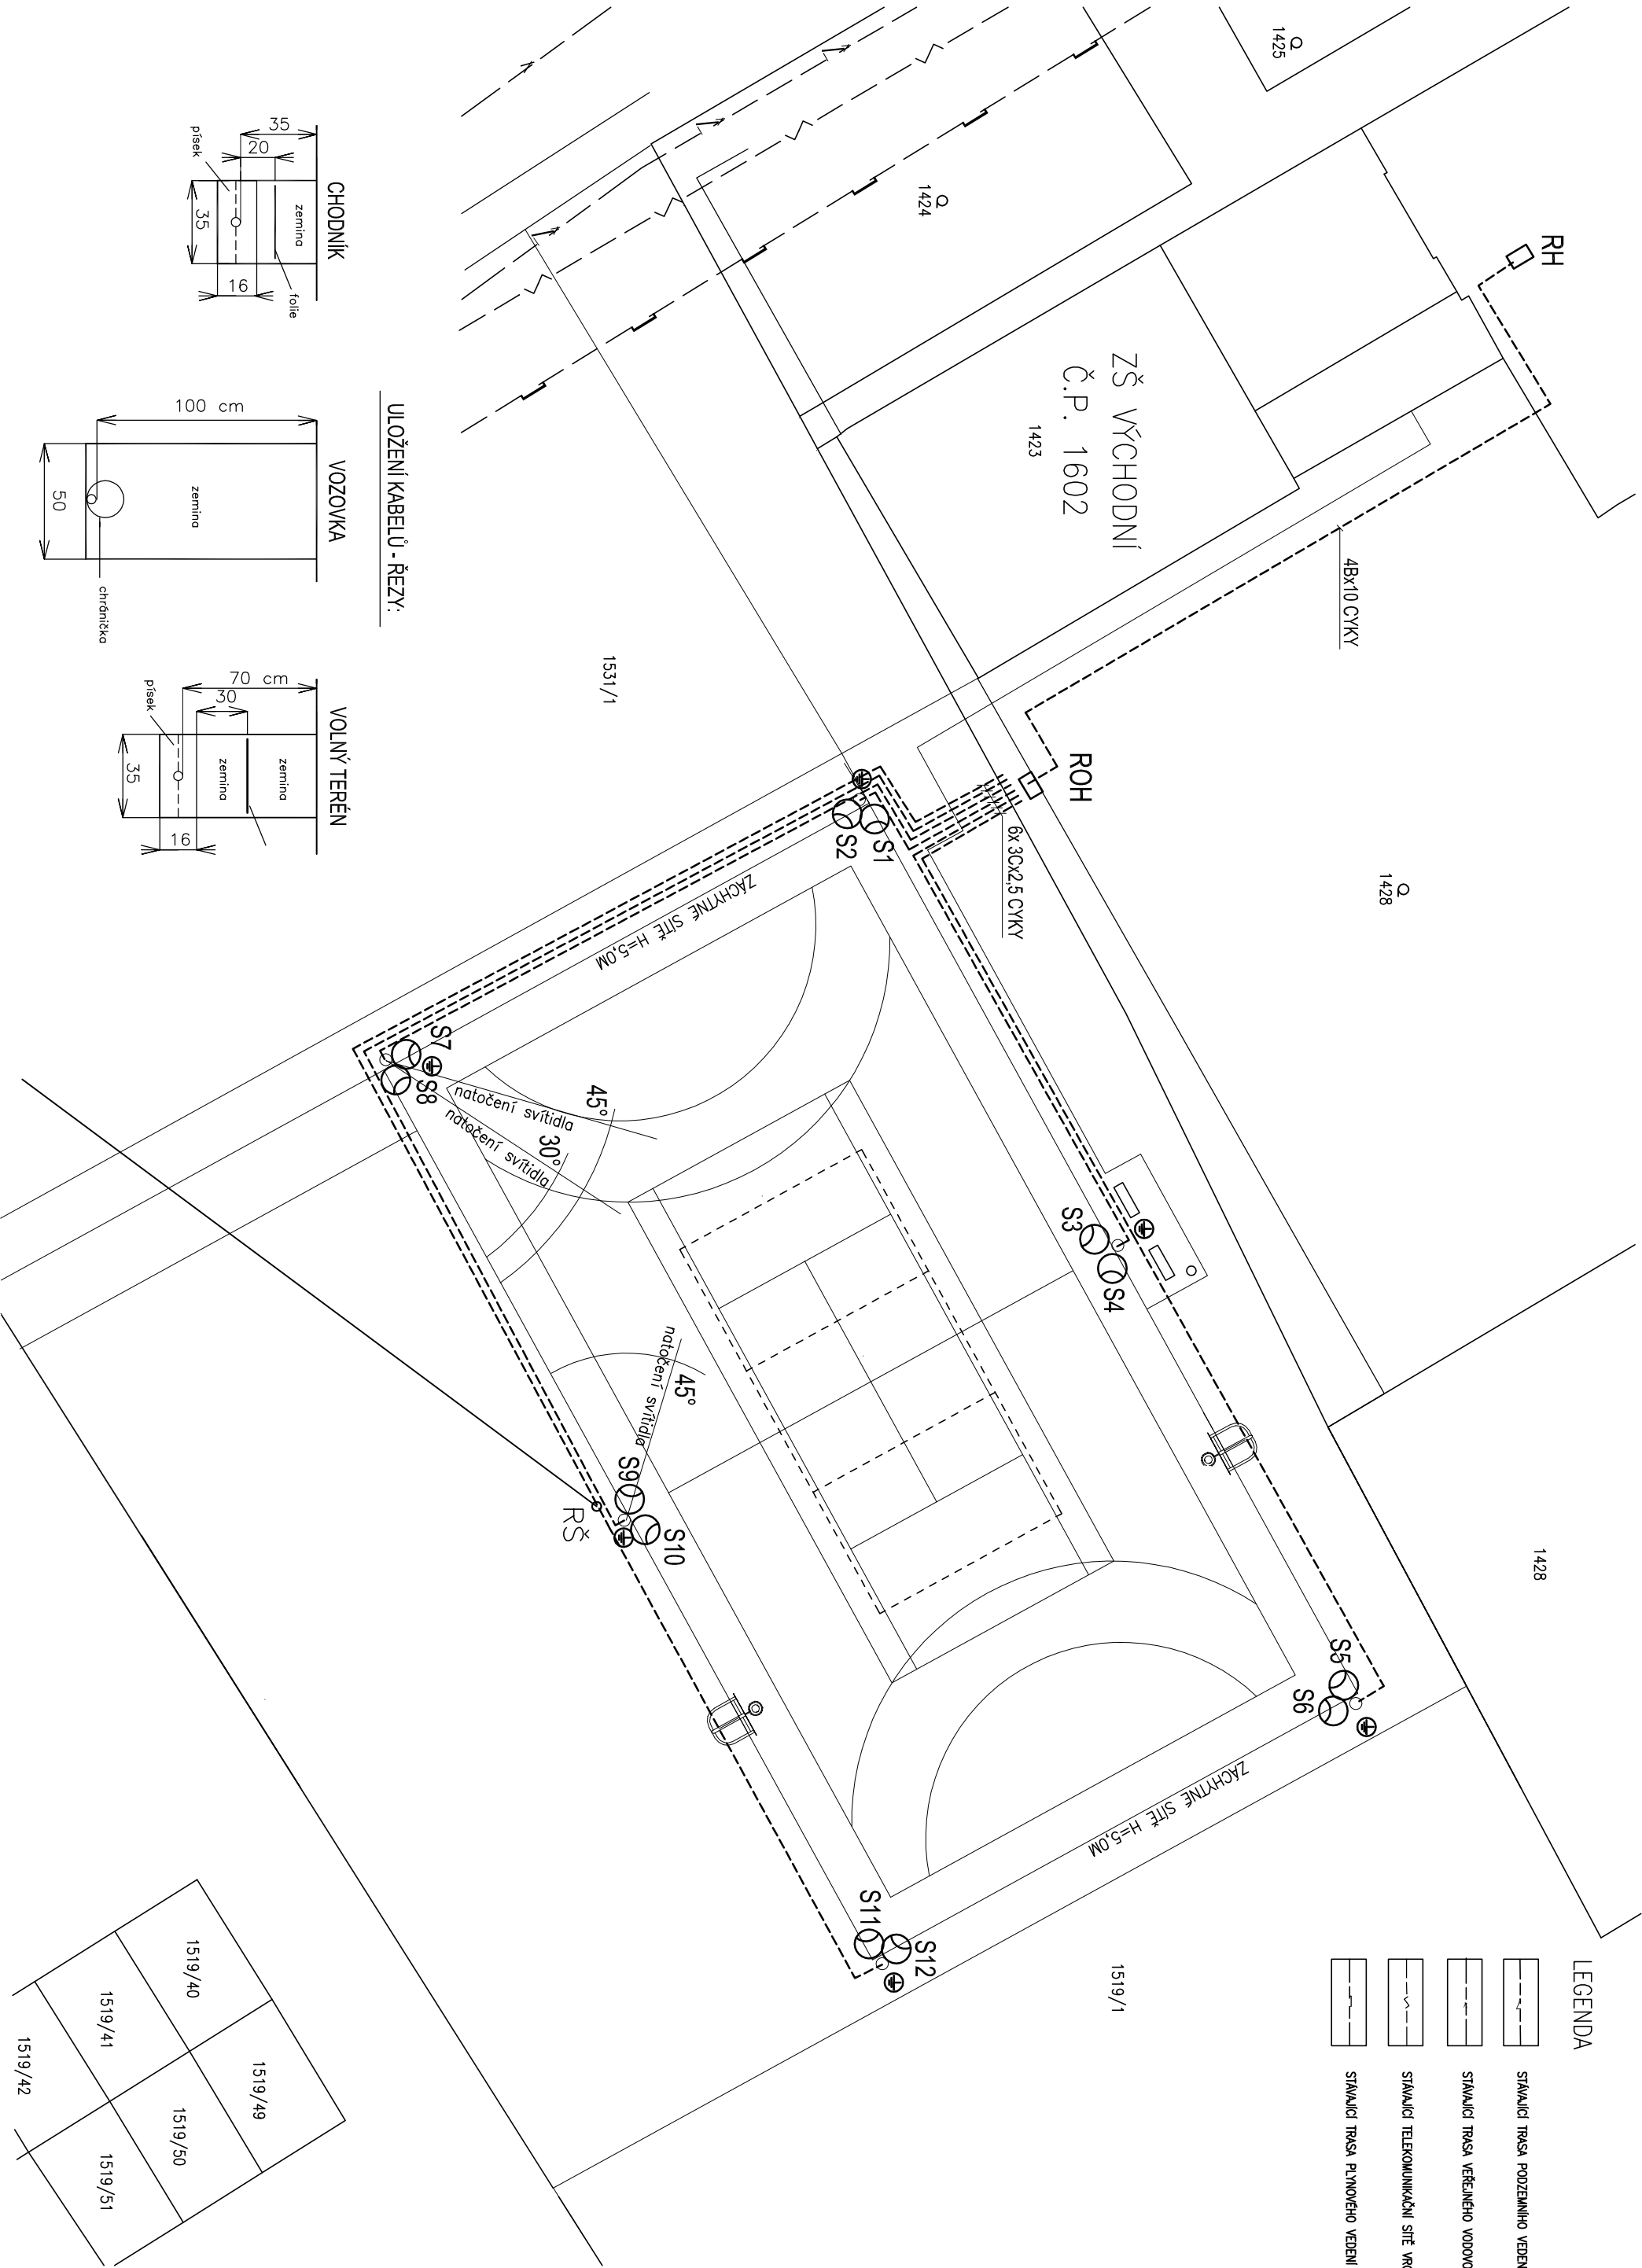 RH
ZŠ VÝCHODNÍ
Č.P. 1602
1423
1425
1424
4Bx10 CYKY
ROH
6x 3Cx2,5 CYKY
1428
1428
1531/1
1519/1
S1
S2
S3
S4
S5
S6
S7
S8
S9
S10
S11
S12
RŠ
ZÁCHYTNÉ SÍTĚ H=5,0M
ZÁCHYTNÉ SÍTĚ H=5,0M
45°
natočení svítidla
30°
natočení svítidla
45°
natočení svítidla
ULOŽENÍ KABELŮ - ŘEZY:
CHODNÍK
zemina
folie
písek
35
20
35
16
VOZOVKA
zemina
chránička
100 cm
50
VOLNÝ TERÉN
zemina
zemina
písek
70 cm
30
35
16
LEGENDA
STÁVAJÍCÍ TRASA PODZEMNÍHO VEDEN
STÁVAJÍCÍ TRASA VEŘEJNÉHO VODOVO
STÁVAJÍCÍ TELEKOMUNIKAČNÍ SÍTĚ VR
STÁVAJÍCÍ TRASA PLYNOVÉHO VEDENÍ
1519/40
1519/49
1519/41
1519/50
1519/42
1519/51